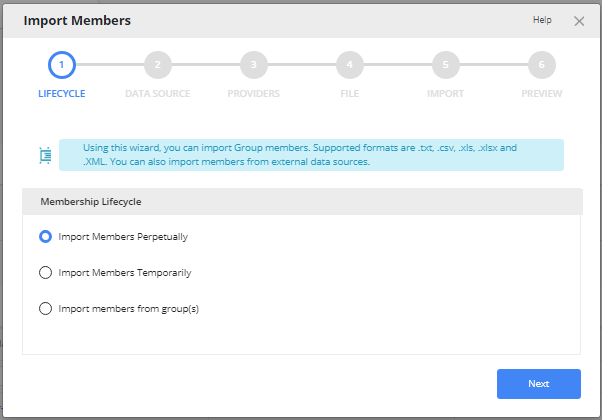 Import Members
Help
1
2
3
4
5
6
LIFECYCLE
DATA SOURCE
PROVIDERS
FILE
IMPORT
PREVIEW
Using this wizard, you can import Group members. Supported formats are .txt, .csv, .xls, .xlsx and
.XML. You can also import members from external data sources.
Membership Lifecycle
Import Members Perpetually
Import Members Temporarily
Import members from group(s)
Next